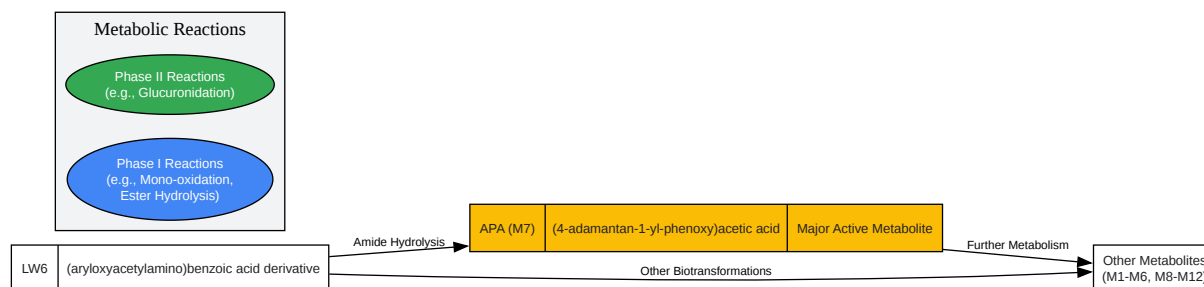 Metabolic Reactions
Phase II Reactions
(e.g., Glucuronidation)
Phase I Reactions
(e.g., Mono-oxidation,
Ester Hydrolysis)
LW6
(aryloxyacetylamino)benzoic acid derivative
Amide Hydrolysis
APA (M7)
(4-adamantan-1-yl-phenoxy)acetic acid
Major Active Metabolite
Further Metabolism
Other Biotransformations
Other Metabolites
(M1-M6, M8-M12)